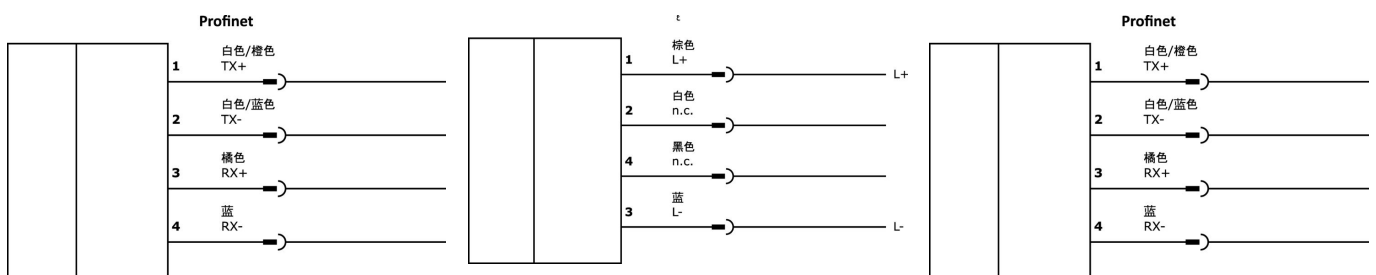 Profinet
1
白色/橙色
TX+
2
白色/蓝色
TX-
3
橘色
RX+
4
蓝
RX-
1
棕色
L+
L+
2
白色
n.c.
4
黑色
n.c.
3
蓝
L-
L-
Profinet
1
白色/橙色
TX+
2
白色/蓝色
TX-
3
橘色
RX+
4
蓝
RX-